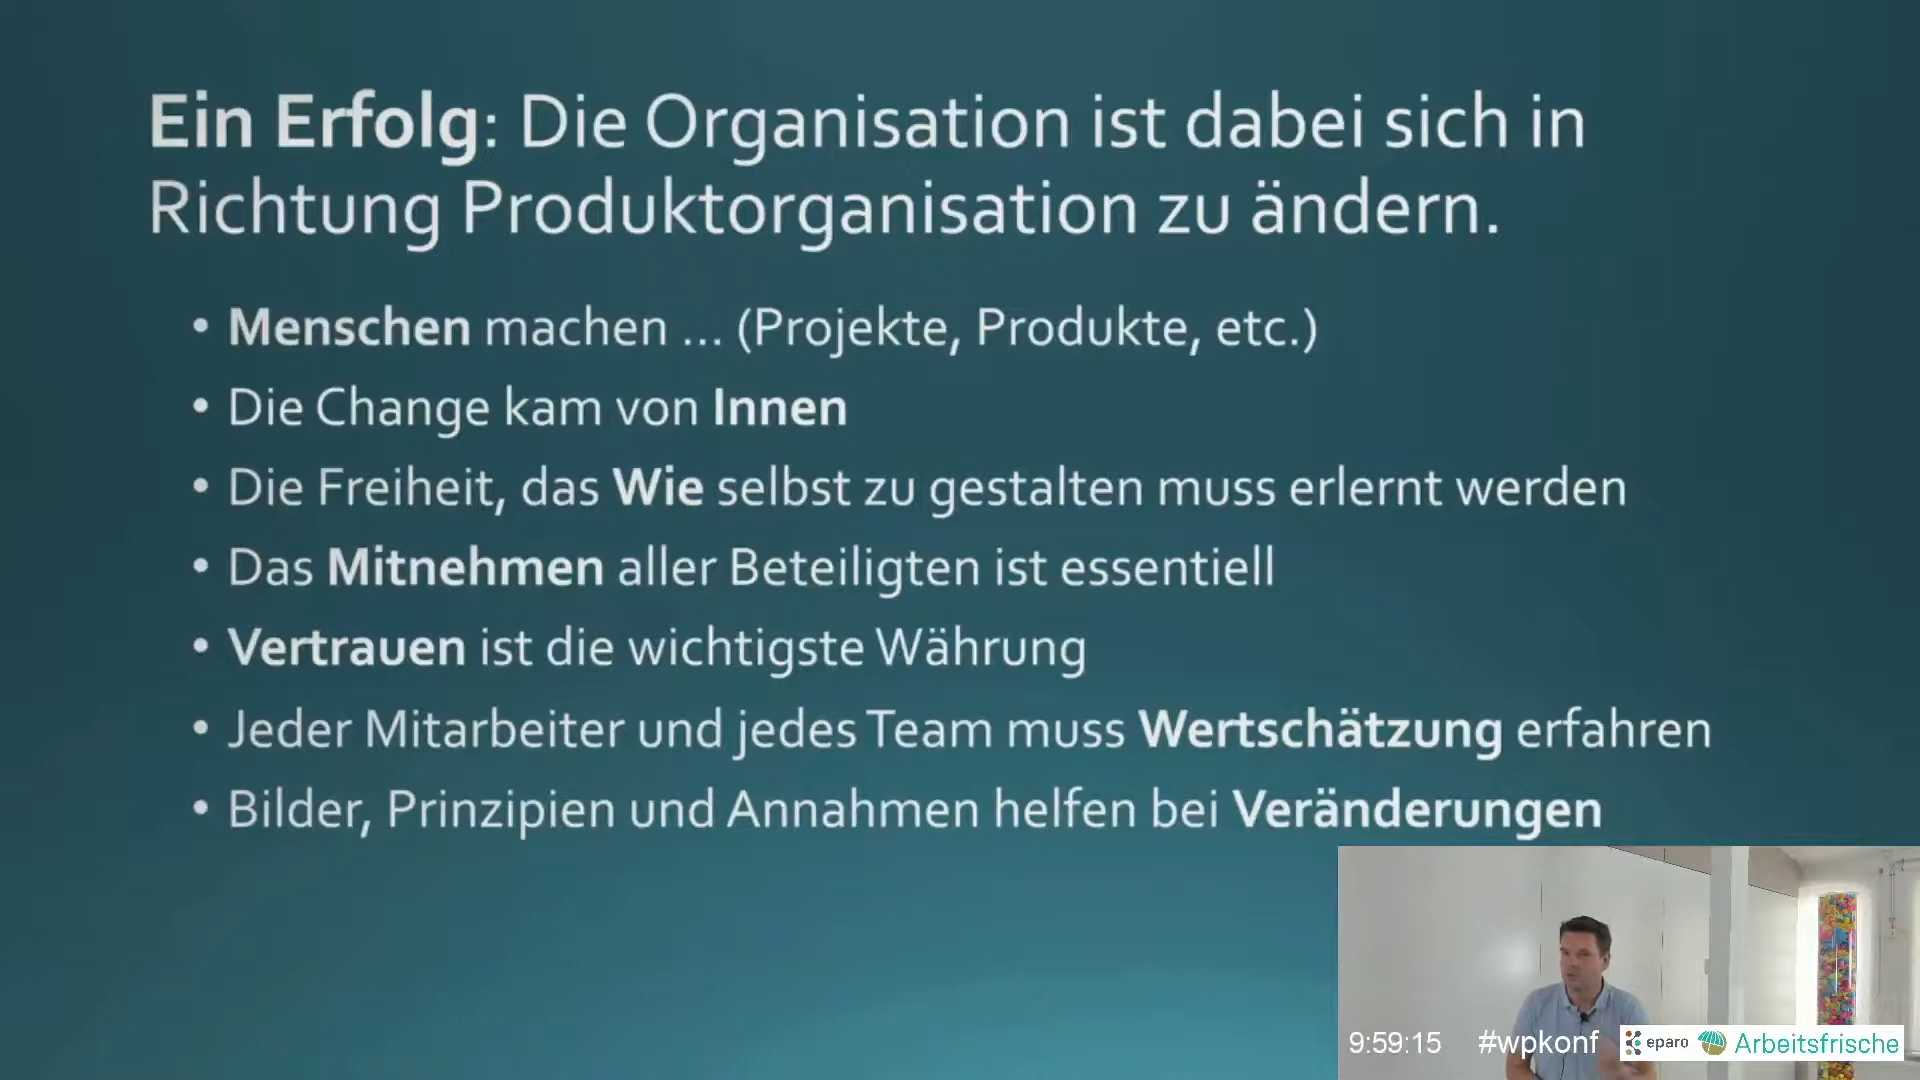 Ein Erfolg: Die Organisation ist dabei sich in
Richtung Produktorganisation zu ändern.
• Menschen machen ... (Projekte, Produkte, etc.)
• Die Change kam von Innen
• Die Freiheit, das Wie selbst zu gestalten muss erlernt werden
• Das Mitnehmen aller Beteiligten ist essentiell
• Vertrauen ist die wichtigste Währung
• Jeder Mitarbeiter und jedes Team muss Wertschätzung erfahren
• Bilder, Prinzipien und Annahmen helfen bei Veränderungen
9:59:15 #wpkonf eparo Arbeitsfrische